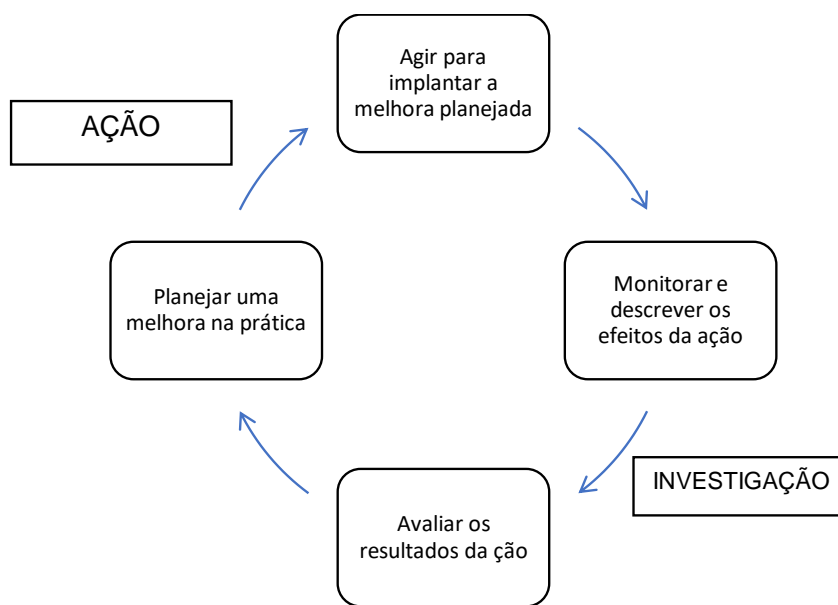 Agir para
implantar a
melhora planejada
AÇÃO
Planejar uma
melhora na prática
Monitorar e
descrever os
efeitos da ação
INVESTIGAÇÃO
Avaliar os
resultados da ção